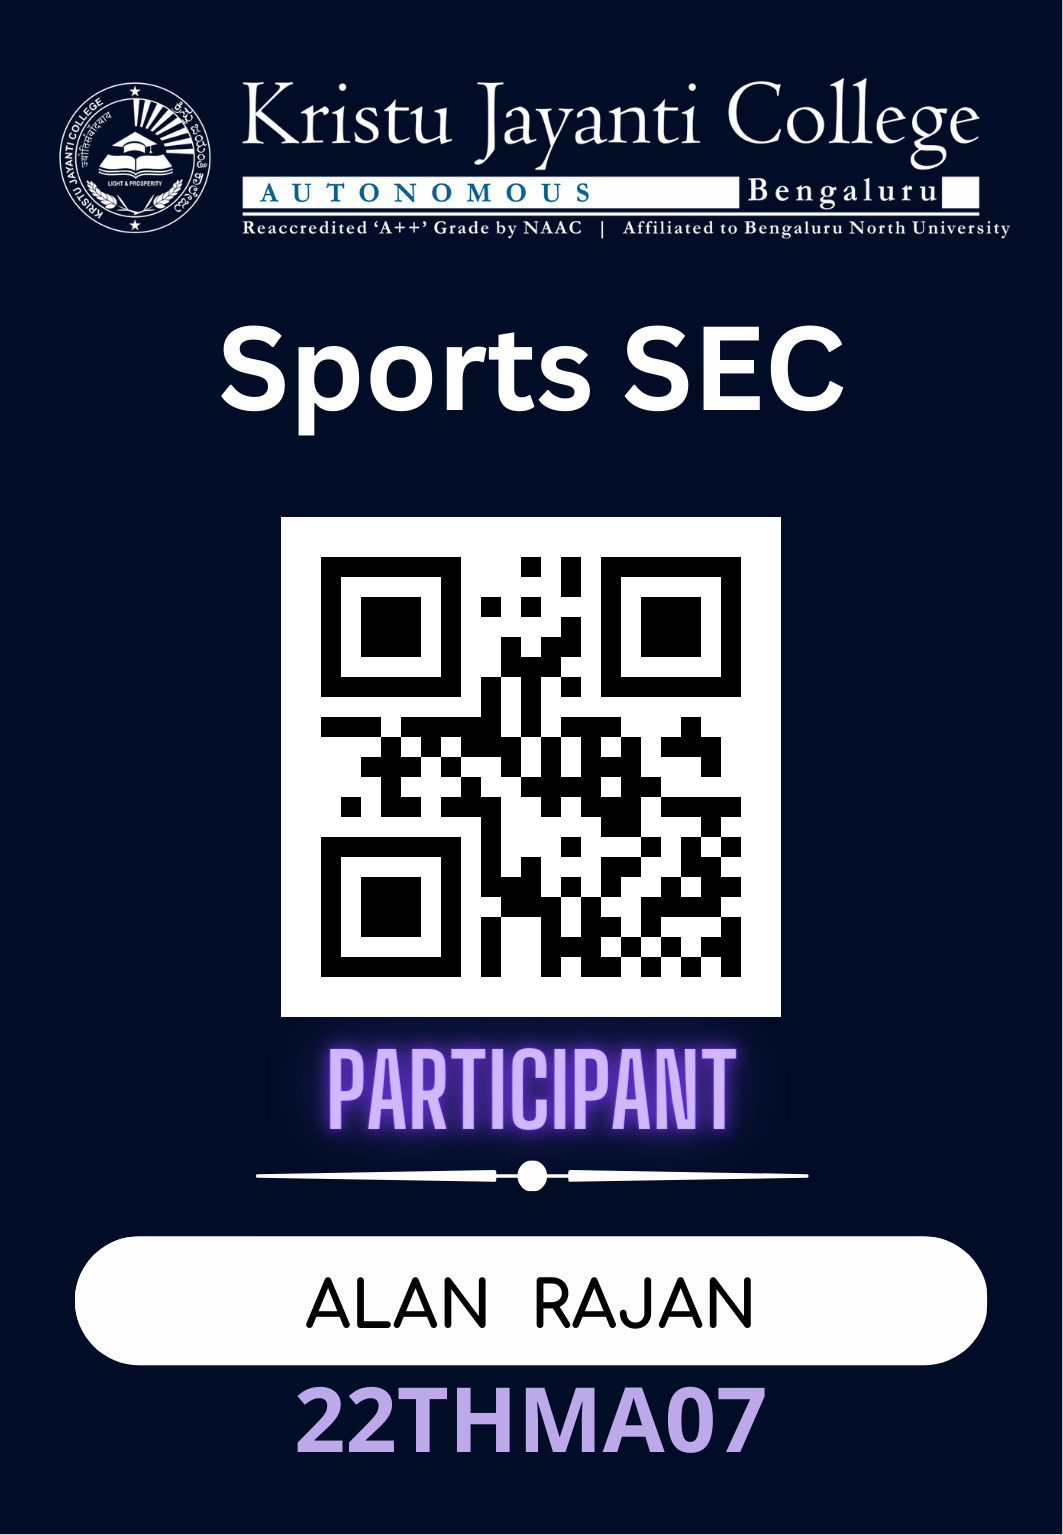 KRISTU JAYANTI COLLEGE
ಕ್ರಿಸ್ತು ಜಯಂತಿ ಕಾಲೇಜು
LIGHT & PROSPERITY
Kristu Jayanti College
AUTONOMOUS Bengaluru
Reaccredited ‘A++’ Grade by NAAC | Affiliated to Bengaluru North University
Sports SEC
PARTICIPANT
ALAN RAJAN
22THMA07